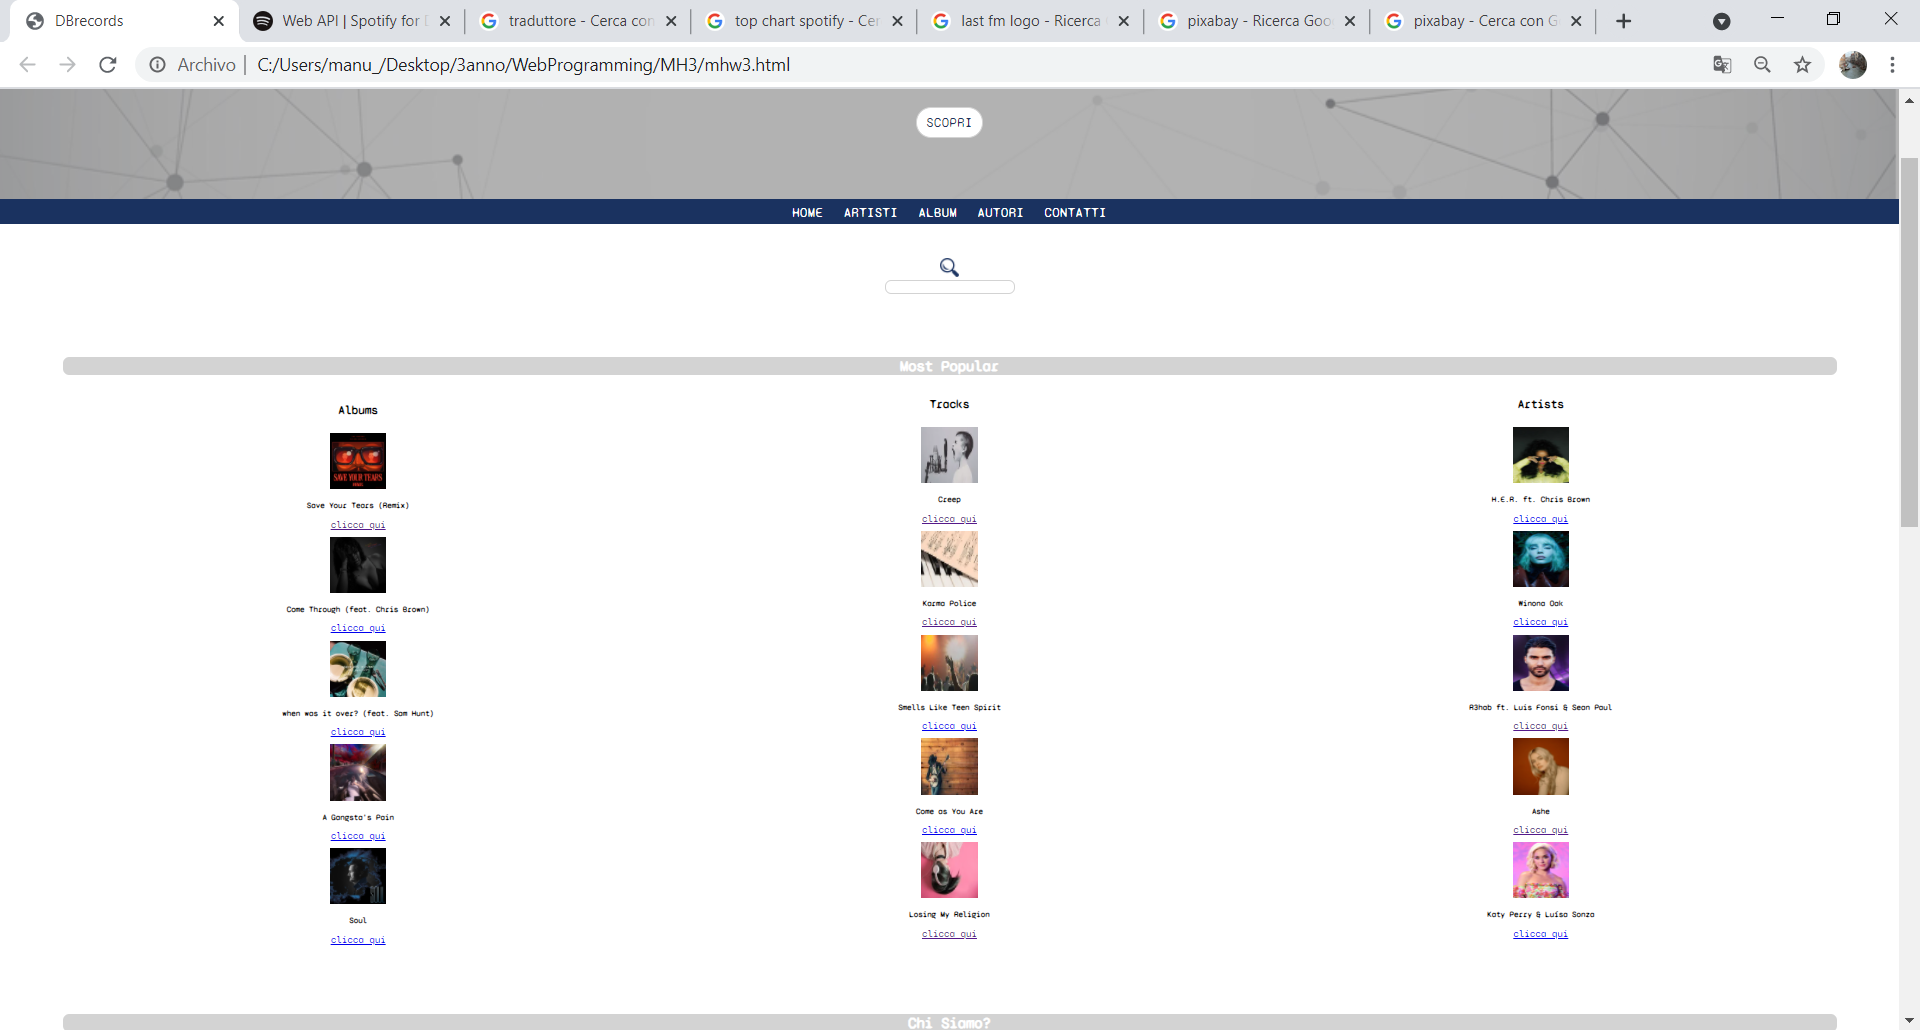 DBrecords
Web API | Spotify for D
traduttore - Cerca con
top chart spotify - Cer
last fm logo - Ricerca
pixabay - Ricerca Goo
pixabay - Cerca con G
Archivo | C:/Users/manu_/Desktop/3anno/WebProgramming/MH3/mhw3.html
SCOPRI
HOME ARTISTI ALBUM AUTORI CONTATTI
Most Popular
Albums
SAVE YOUR TEARS
Save Your Tears (Remix)
clicca qui
Come Through (feat. Chris Brown)
clicca qui
when was it over? (feat. Sam Hunt)
clicca qui
A Gangsta's Pain
clicca qui
Soul
clicca qui
Tracks
Creep
clicca qui
Karma Police
clicca qui
Smells Like Teen Spirit
clicca qui
Come as You Are
clicca qui
Losing My Religion
clicca qui
Artists
H.E.R. ft. Chris Brown
clicca qui
Winona Oak
clicca qui
R3hab ft. Luis Fonsi & Sean Paul
clicca qui
Ashe
clicca qui
Katy Perry & Luísa Sonza
clicca qui
Chi Siamo?